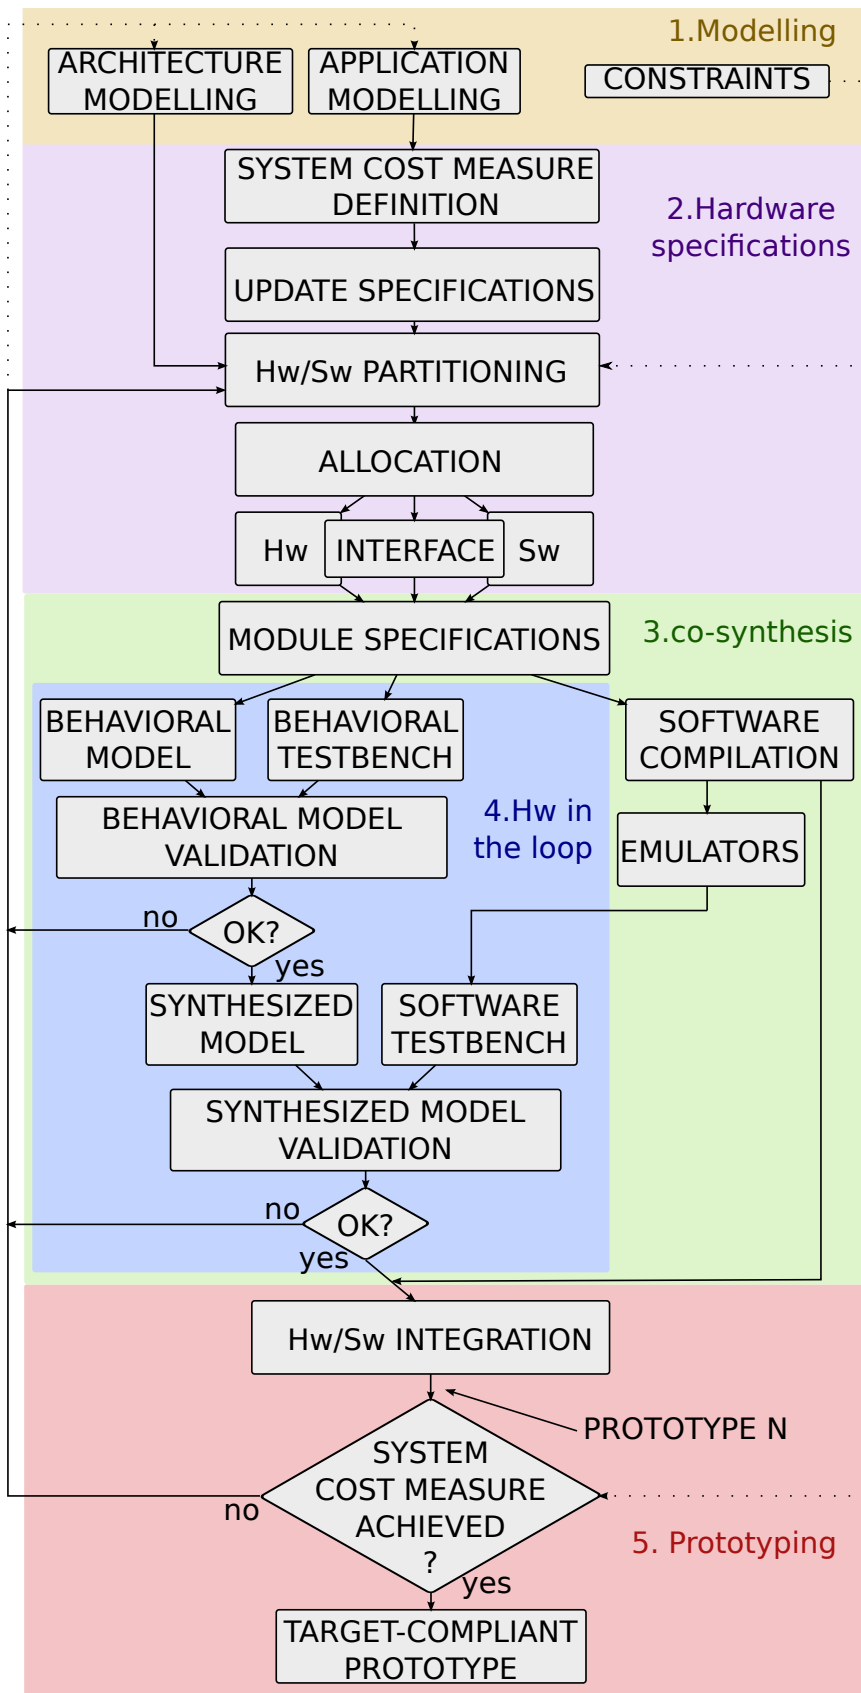 1.Modelling
ARCHITECTURE
MODELLING
APPLICATION
MODELLING
CONSTRAINTS
SYSTEM COST MEASURE
DEFINITION
2.Hardware
specifications
UPDATE SPECIFICATIONS
Hw/Sw PARTITIONING
ALLOCATION
Hw
INTERFACE
Sw
MODULE SPECIFICATIONS
3.co-synthesis
BEHAVIORAL
MODEL
BEHAVIORAL
TESTBENCH
SOFTWARE
COMPILATION
BEHAVIORAL MODEL
VALIDATION
4.Hw in
the loop
EMULATORS
no
OK?
yes
SYNTHESIZED
MODEL
SOFTWARE
TESTBENCH
SYNTHESIZED MODEL
VALIDATION
no
OK?
yes
Hw/Sw INTEGRATION
PROTOTYPE N
SYSTEM
COST MEASURE
ACHIEVED
?
no
5. Prototyping
yes
TARGET-COMPLIANT
PROTOTYPE